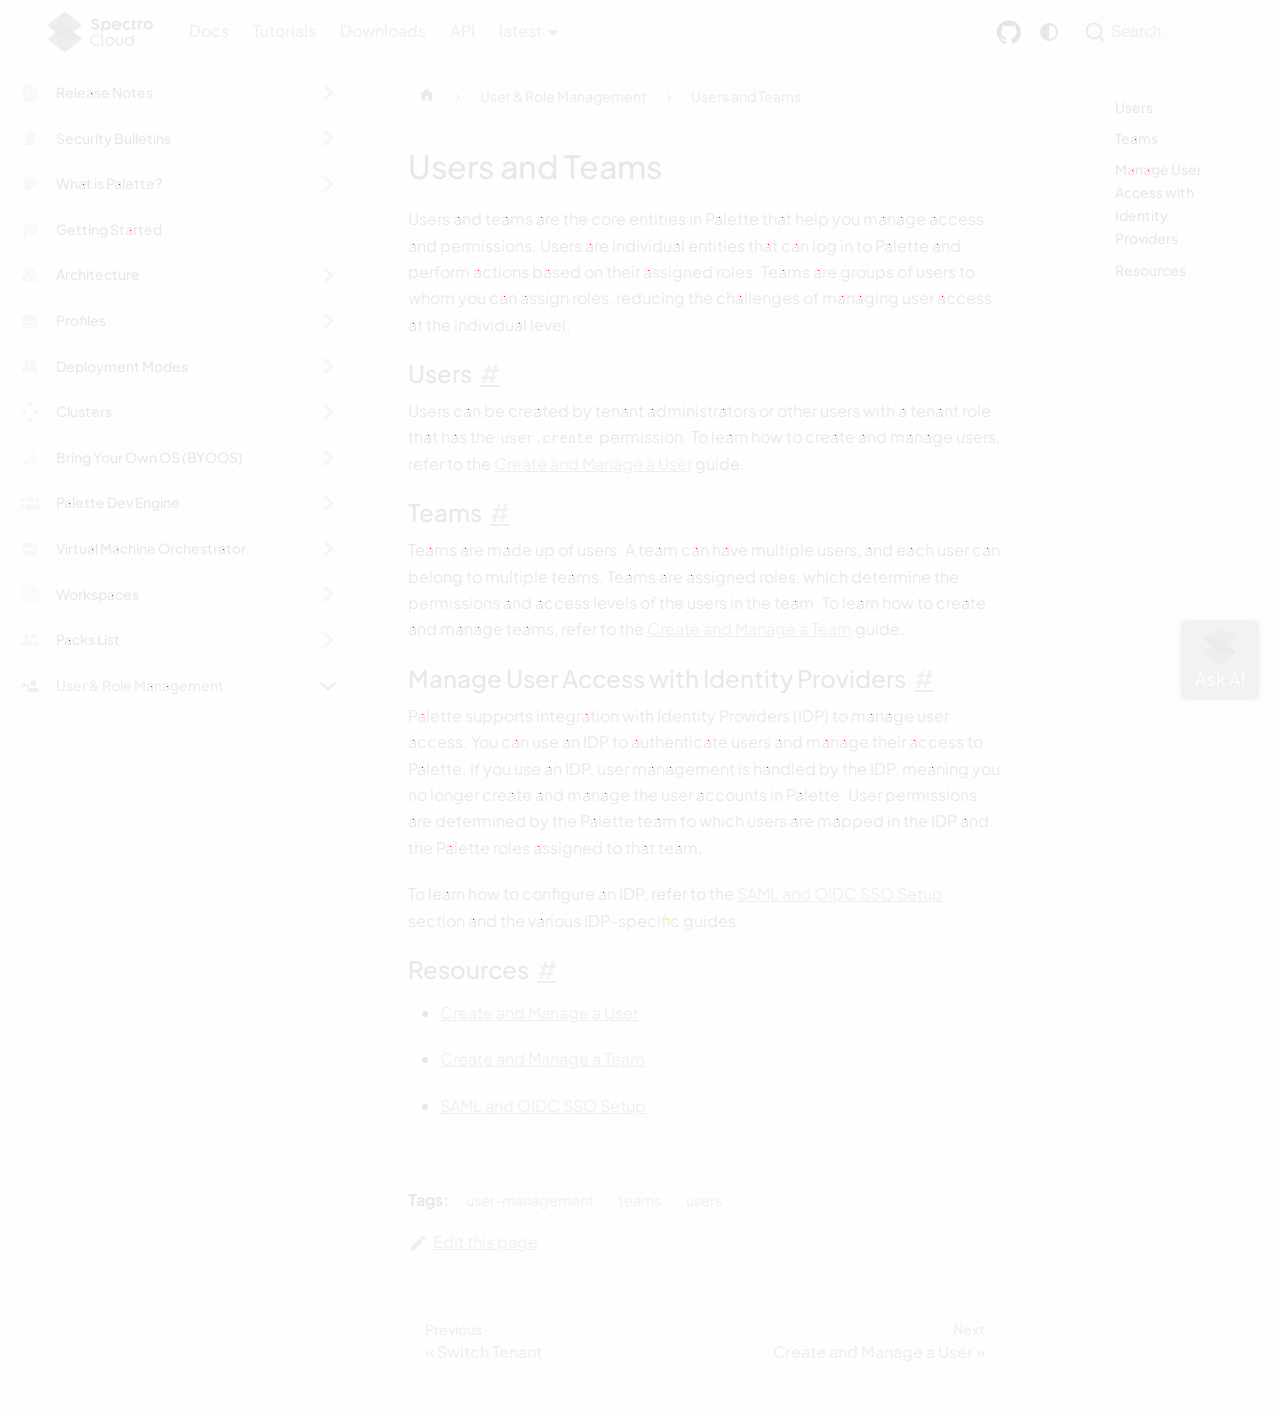 Spectro Cloud
Docs
Tutorials
Downloads
API
latest
Search
Release Notes
Security Bulletins
What is Palette?
Getting Started
Architecture
Profiles
Deployment Modes
Clusters
Bring Your Own OS (BYOOS)
Palette Dev Engine
Virtual Machine Orchestrator
Workspaces
Packs List
User & Role Management
User & Role Management
Users and Teams
Users and Teams
Users and teams are the core entities in Palette that help you manage access
and permissions. Users are individual entities that can log in to Palette and
perform actions based on their assigned roles. Teams are groups of users to
whom you can assign roles, reducing the challenges of managing user access
at the individual level.
Users #
Users can be created by tenant administrators or other users with a tenant role
that has the user.create permission. To learn how to create and manage users,
refer to the Create and Manage a User guide.
Teams #
Teams are made up of users. A team can have multiple users, and each user can
belong to multiple teams. Teams are assigned roles, which determine the
permissions and access levels of the users in the team. To learn how to create
and manage teams, refer to the Create and Manage a Team guide.
Manage User Access with Identity Providers #
Palette supports integration with Identity Providers (IDP) to manage user
access. You can use an IDP to authenticate users and manage their access to
Palette. If you use an IDP, user management is handled by the IDP, meaning you
no longer create and manage the user accounts in Palette. User permissions
are determined by the Palette team to which users are mapped in the IDP and
the Palette roles assigned to that team.
To learn how to configure an IDP, refer to the SAML and OIDC SSO Setup
section and the various IDP-specific guides.
Resources #
Create and Manage a User
Create and Manage a Team
SAML and OIDC SSO Setup
Tags: user-management teams users
Edit this page
Previous
« Switch Tenant
Next
Create and Manage a User »
Users
Teams
Manage User
Access with
Identity
Providers
Resources
Ask AI